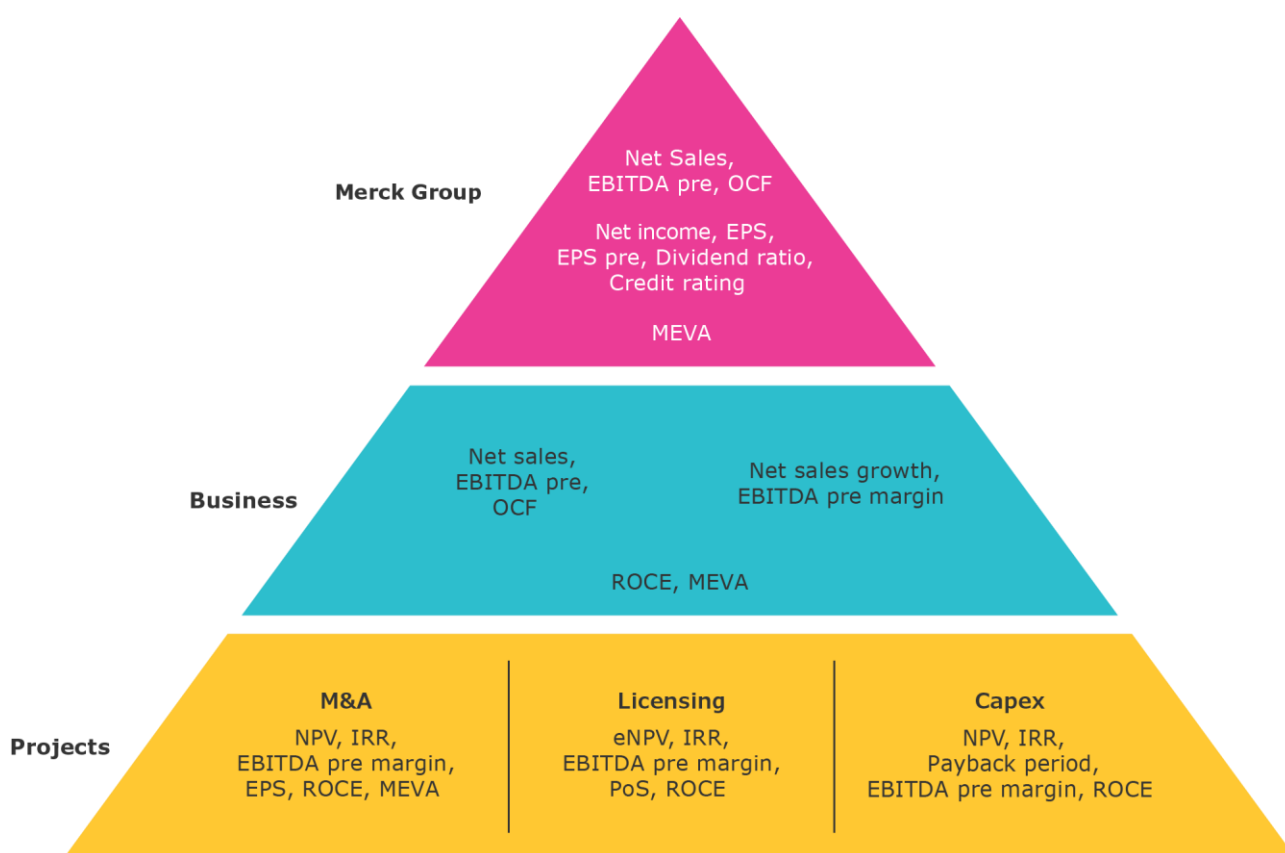 Merck Group
Net Sales,
EBITDA pre, OCF
Net income, EPS,
EPS pre, Dividend ratio,
Credit rating
MEVA
Business
Net sales,
EBITDA pre,
OCF
Net sales growth,
EBITDA pre margin
ROCE, MEVA
Projects
M&A
NPV, IRR,
EBITDA pre margin,
EPS, ROCE, MEVA
Licensing
eNPV, IRR,
EBITDA pre margin,
PoS, ROCE
Capex
NPV, IRR,
Payback period,
EBITDA pre margin, ROCE